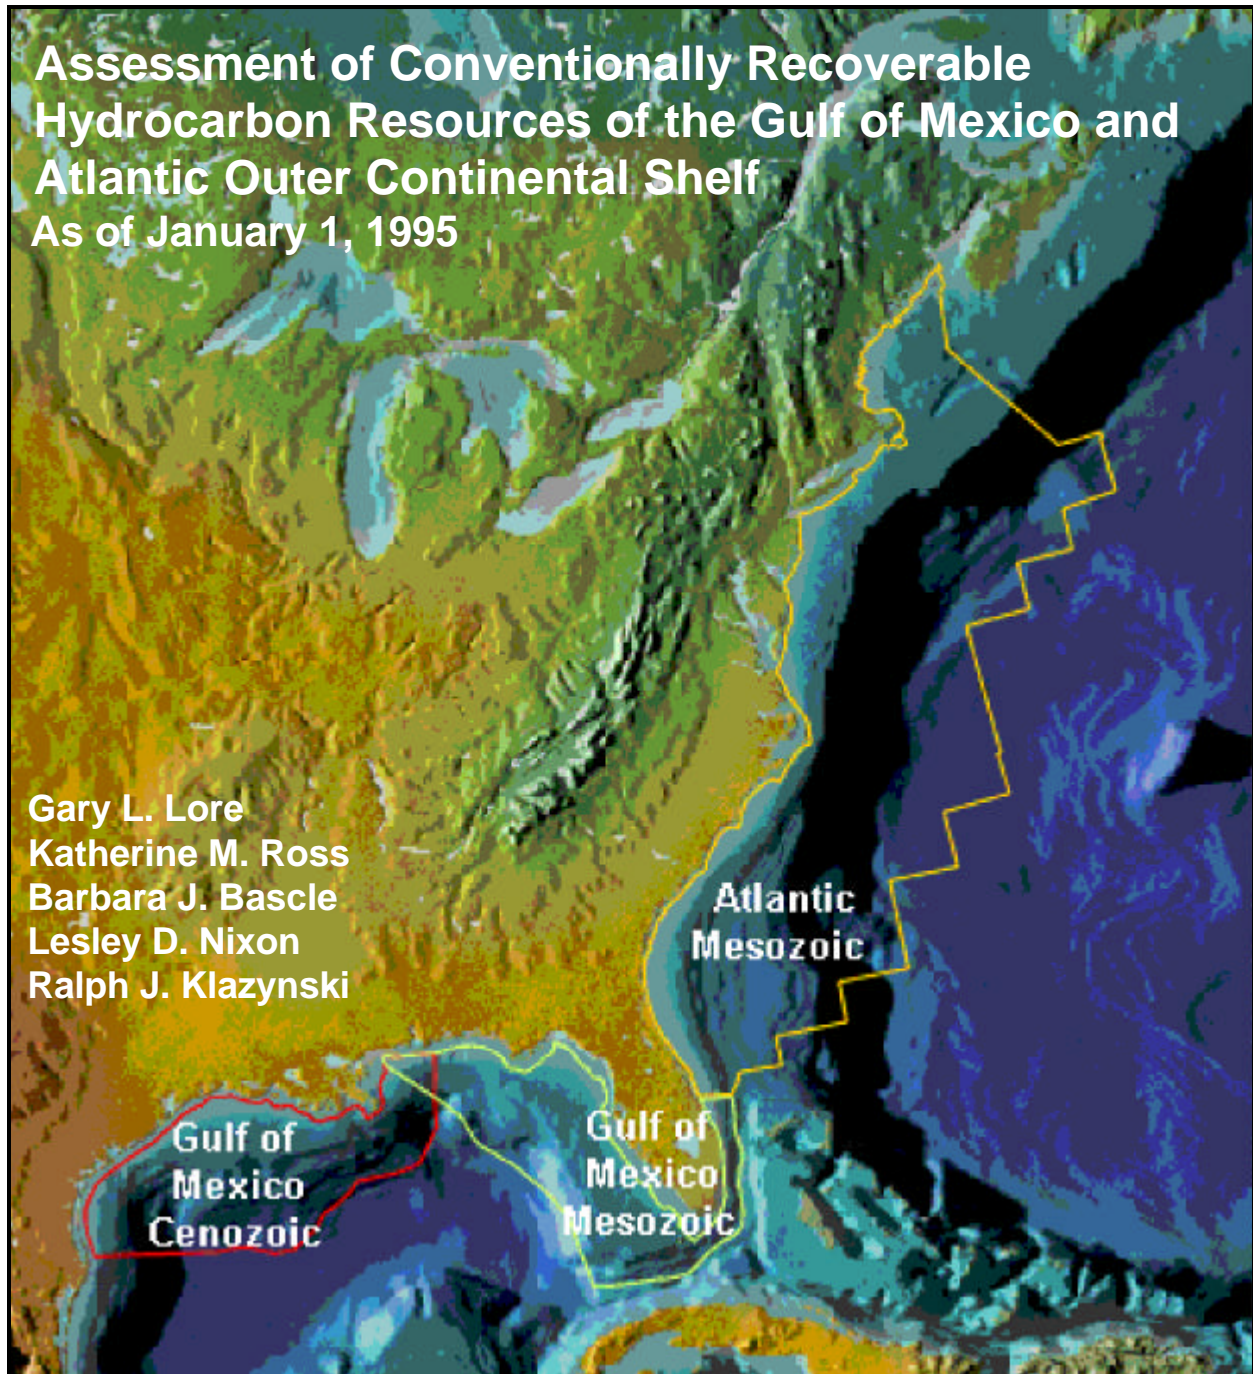 Assessment of Conventionally Recoverable
Hydrocarbon Resources of the Gulf of Mexico and
Atlantic Outer Continental Shelf
As of January 1, 1995
Gary L. Lore
Katherine M. Ross
Barbara J. Bascle
Lesley D. Nixon
Ralph J. Klazynski
Atlantic
Mesozoic
Gulf of
Mexico
Cenozoic
Gulf of
Mexico
Mesozoic